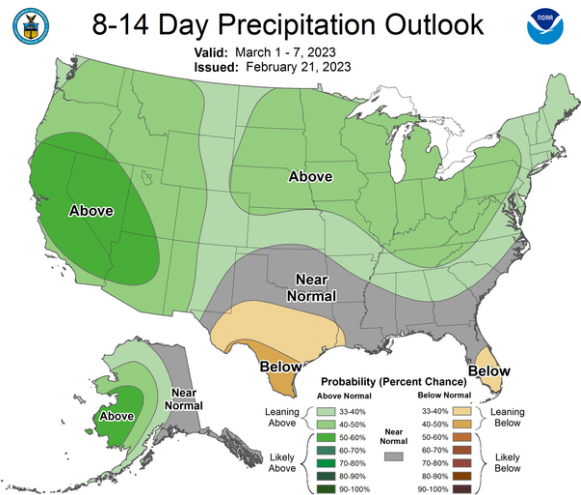 8-14 Day Precipitation Outlook
Valid: March 1 - 7, 2023
Issued: February 21, 2023
NOAA
Above
Above
Near
Normal
Below
Below
Above
Near
Normal
Probability (Percent Chance)
Above Normal
Below Normal
Leaning
Above
33-40%
40-50%
Likely
Above
50-60%
60-70%
70-80%
80-90%
90-100%
Near
Normal
33-40%
40-50%
Leaning
Below
50-60%
60-70%
70-80%
80-90%
90-100%
Likely
Below